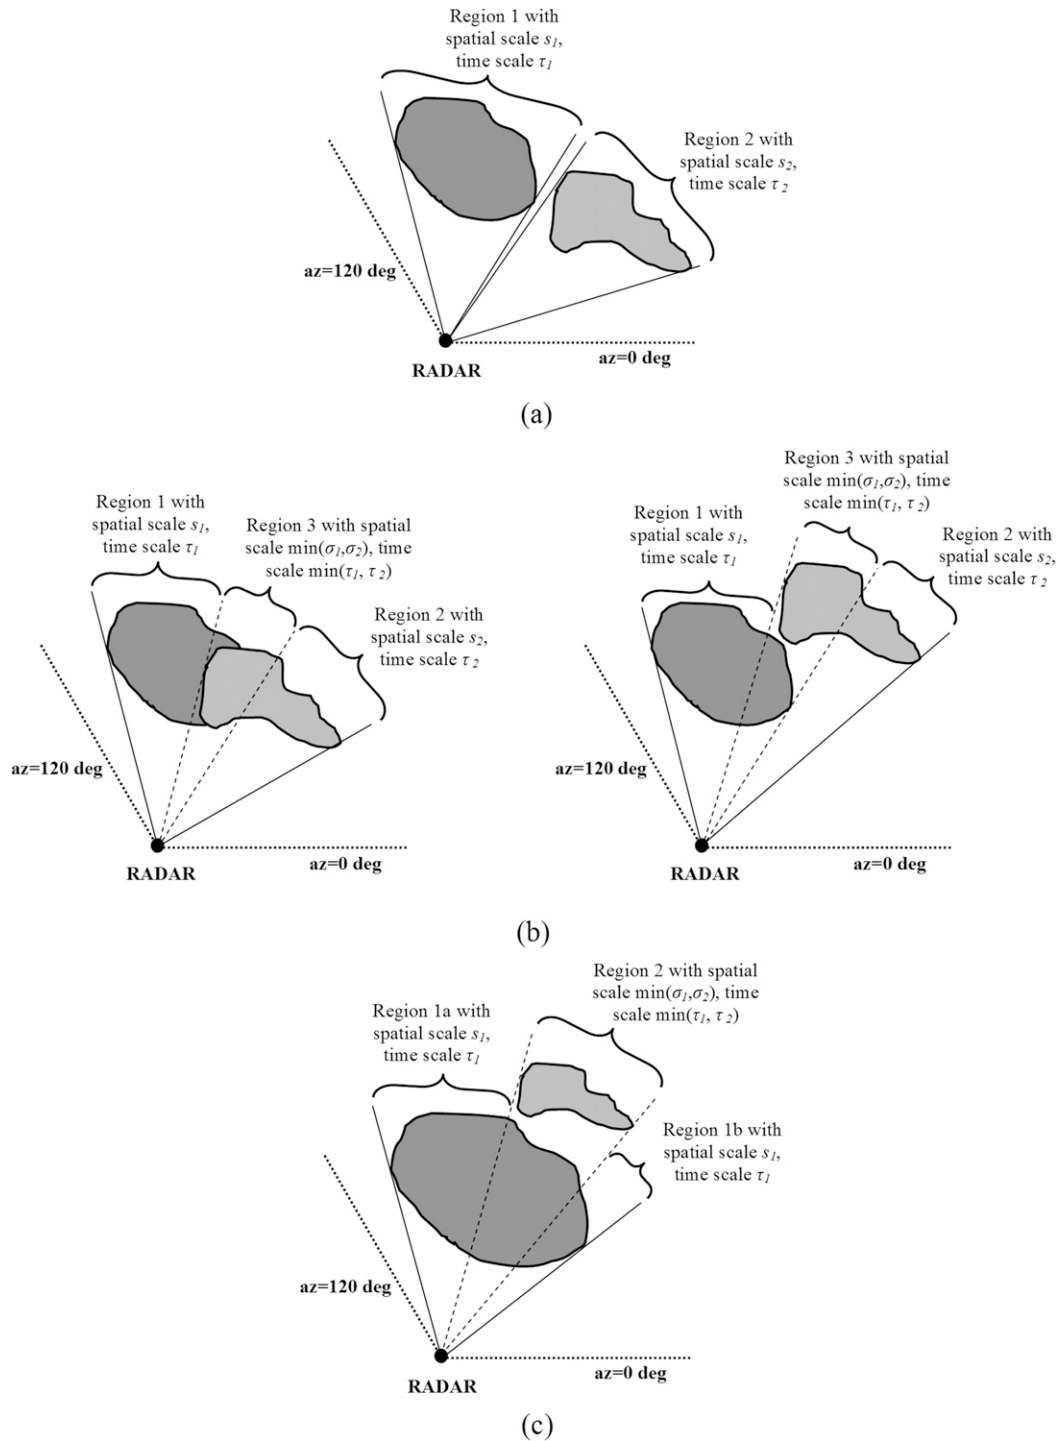 Region 1 with
spatial scale s1,
time scale τ1
Region 2 with
spatial scale s2,
time scale τ 2
az=120 deg
az=0 deg
RADAR
(a)
Region 1 with
spatial scale s1,
time scale τ1
Region 3 with spatial
scale min(σ1,σ2), time
scale min(τ1, τ 2)
Region 2 with
spatial scale s2,
time scale τ 2
az=120 deg
az=0 deg
RADAR
Region 3 with spatial
scale min(σ1,σ2), time
scale min(τ1, τ 2)
Region 1 with
spatial scale s1,
time scale τ1
Region 2 with
spatial scale s2,
time scale τ 2
az=120 deg
az=0 deg
RADAR
(b)
Region 2 with spatial
scale min(σ1,σ2), time
scale min(τ1, τ 2)
Region 1a with
spatial scale s1,
time scale τ1
Region 1b with
spatial scale s1,
time scale τ1
az=120 deg
az=0 deg
RADAR
(c)